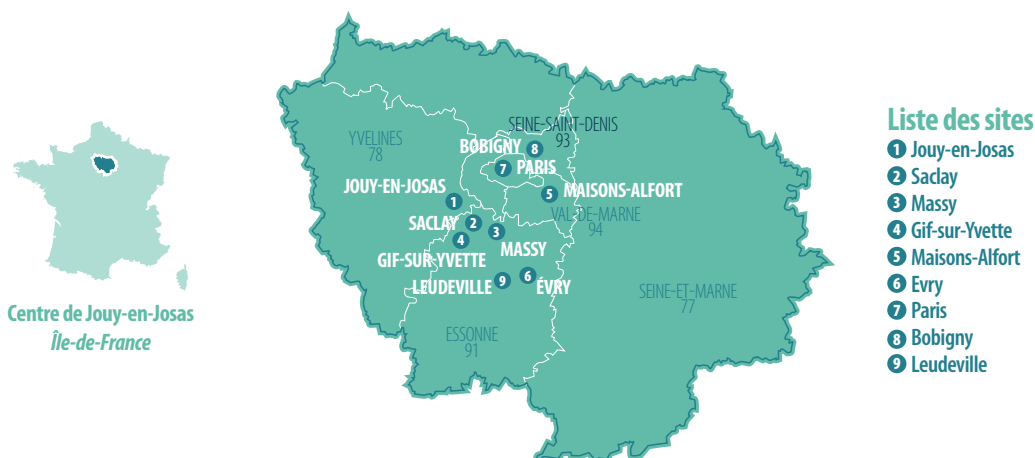 Centre de Jouy-en-Josas
Île-de-France
YVELINES
78
SEINE-SAINT-DENIS
93
BOBIGNY
8
7
PARIS
JOUY-EN-JOSAS
1
5
MAISONS-ALFORT
VAL-DE-MARNE
94
SACLAY
2
3
4
MASSY
GIF-SUR-YVETTE
LEUDEVILLE
9
6
ÉVRY
SEINE-ET-MARNE
77
ESSONNE
91
Liste des sites
1 Jouy-en-Josas
2 Saclay
3 Massy
4 Gif-sur-Yvette
5 Maisons-Alfort
6 Evry
7 Paris
8 Bobigny
9 Leudeville